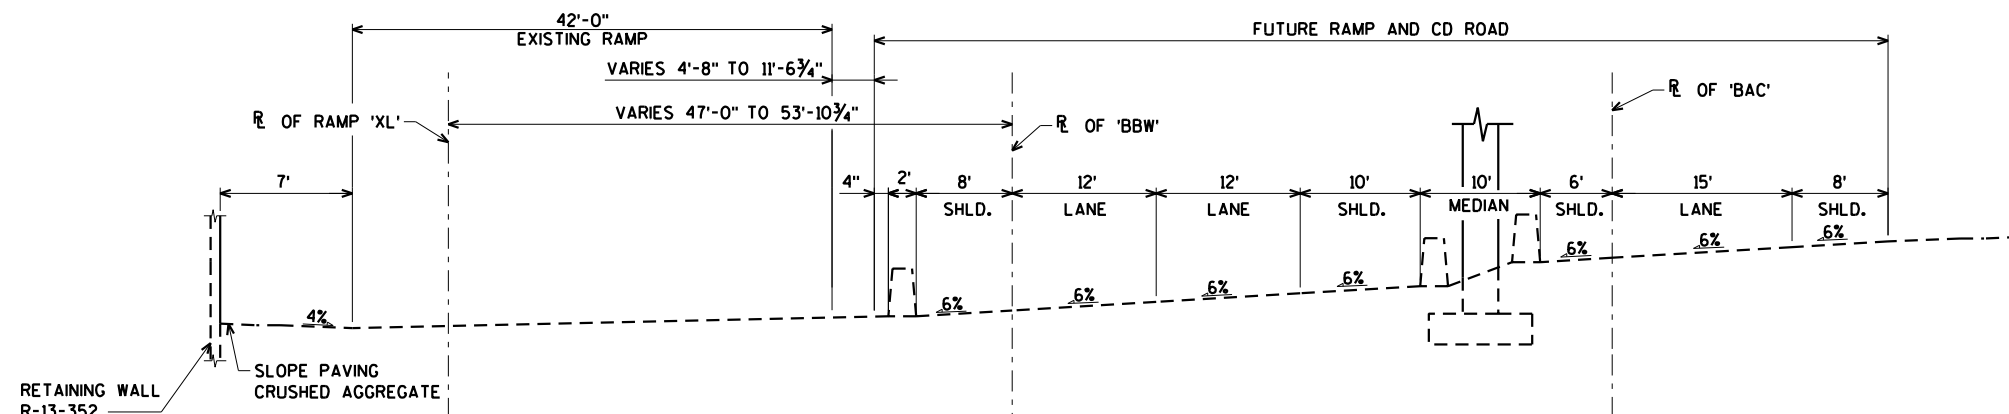 42'-0"
EXISTING RAMP
FUTURE RAMP AND CD ROAD
VARIES 4'-8" TO 11'-6¾"
VARIES 47'-0" TO 53'-10¾"
℞ OF RAMP 'XL'
℞ OF 'BBW'
℞ OF 'BAC'
7'
4"
2'
8'
SHLD.
12'
LANE
12'
LANE
10'
SHLD.
10'
MEDIAN
6'
SHLD.
15'
LANE
8'
SHLD.
4%
6%
6%
6%
6%
6%
6%
6%
SLOPE PAVING
CRUSHED AGGREGATE
RETAINING WALL
R-13-352